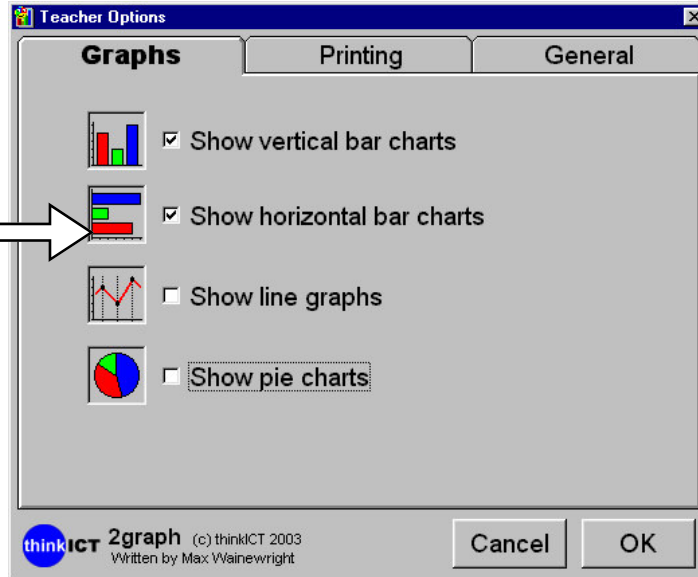 Teacher Options
Graphs Printing General
Show vertical bar charts
Show horizontal bar charts
Show line graphs
Show pie charts
thinkICT 2graph (c) thinkICT 2003
Written by Max Wainewright
Cancel OK